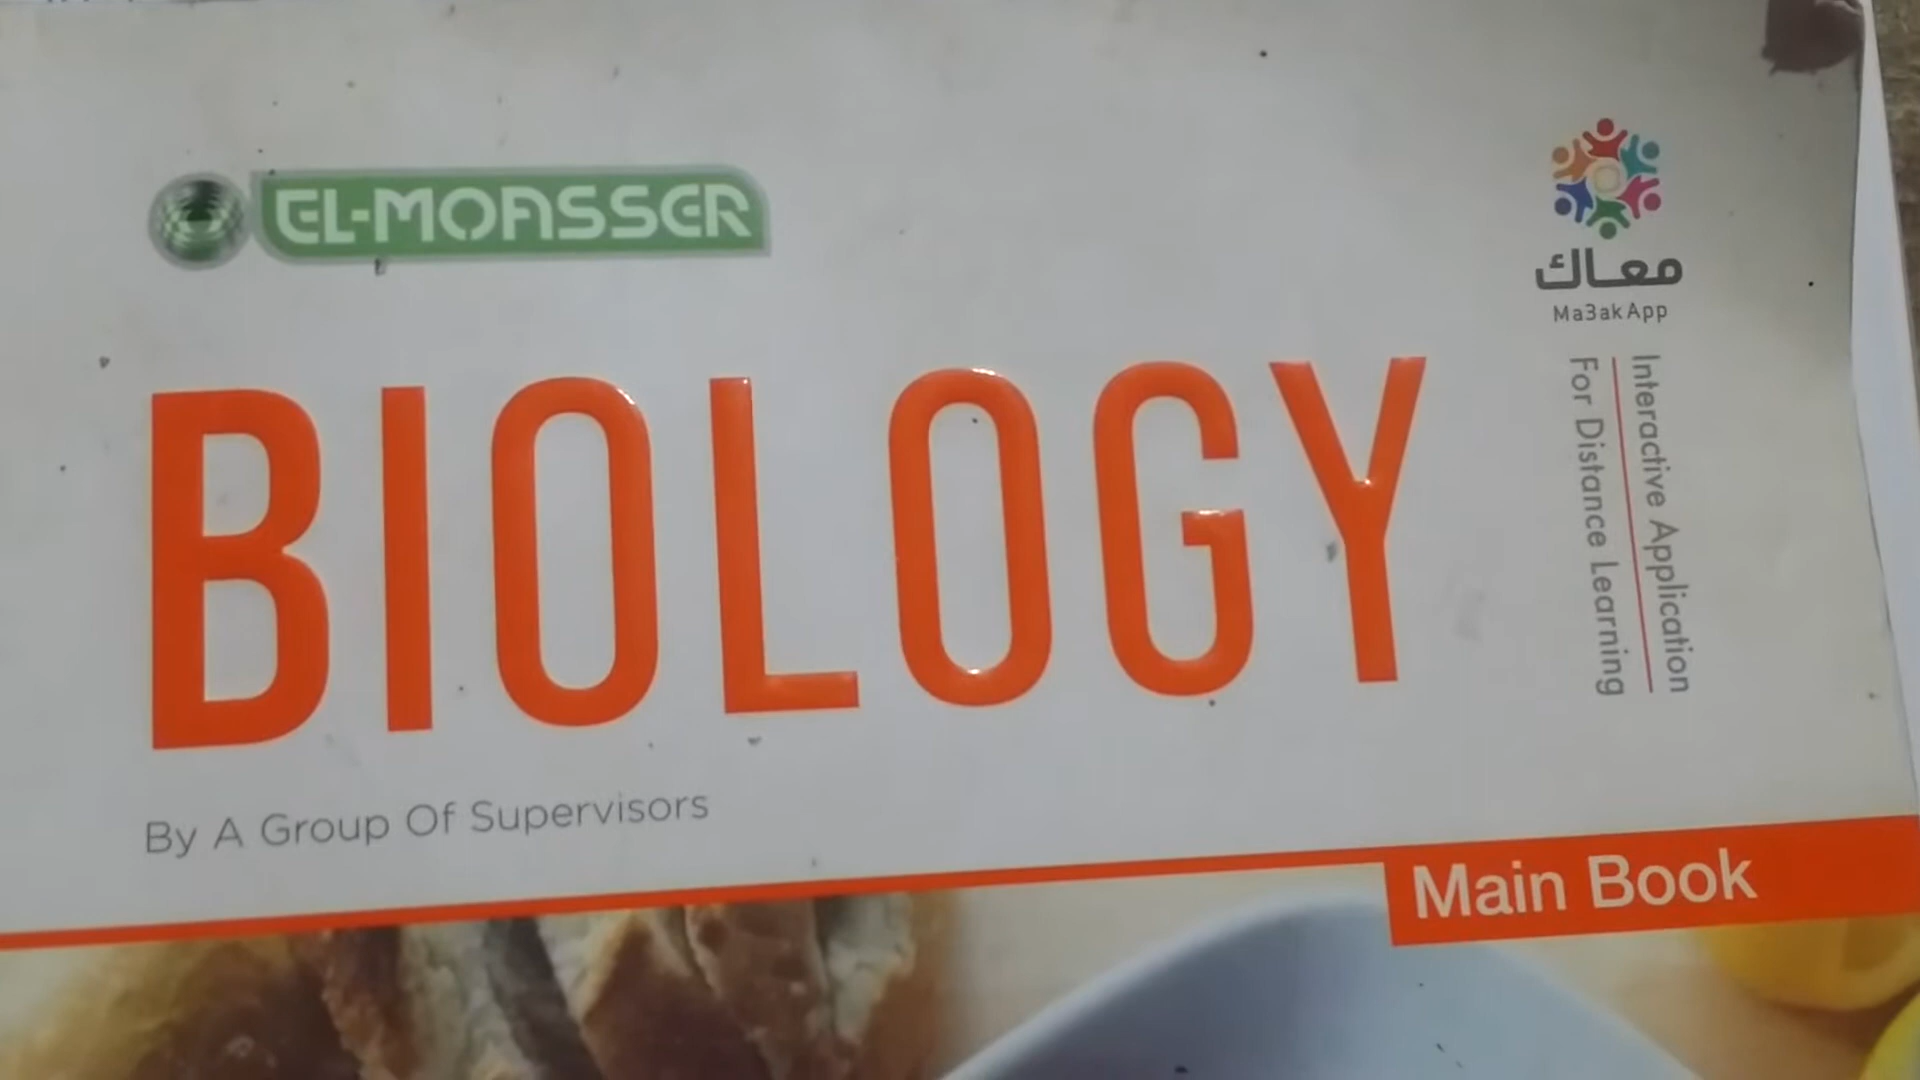 EL-MOASSER
معاك
Ma3ak App
Interactive Application
For Distance Learning
BIOLOGY
By A Group Of Supervisors
Main Book